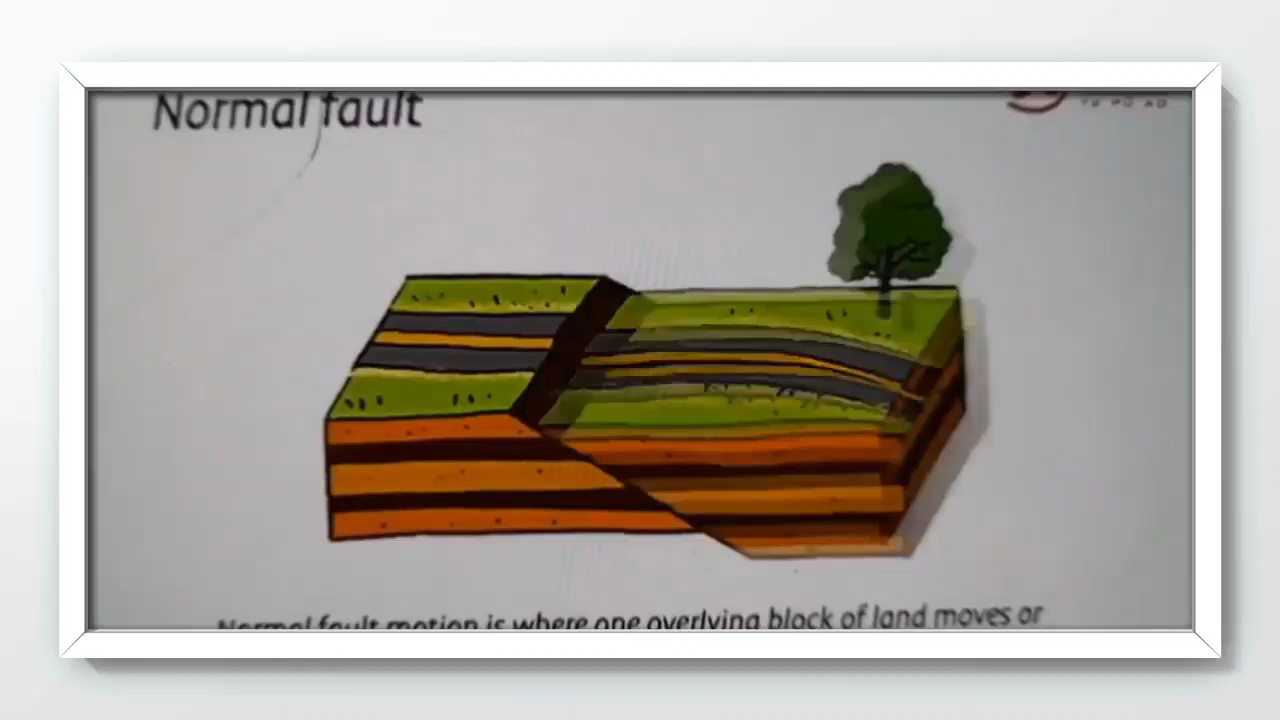 Normal fault
Normal fault motion is where one overlying block of land moves or